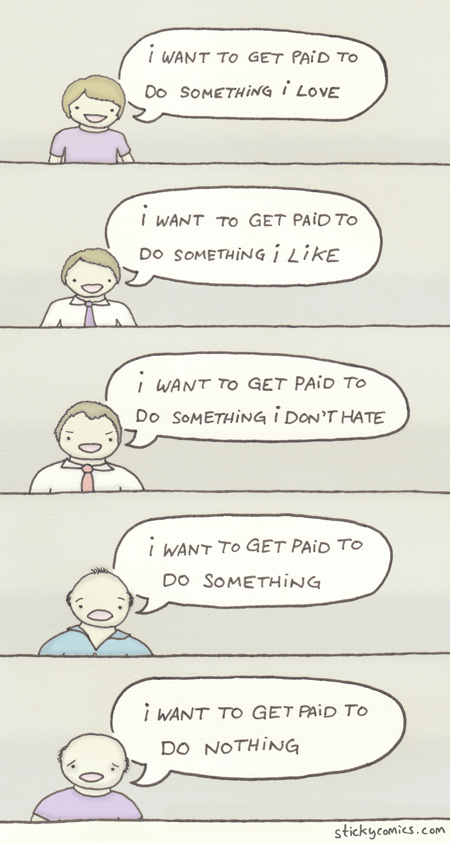 i WANT TO GET PAiD TO
DO SOMETHiNG i LOVE
i WANT TO GET PAiD TO
DO SOMETHiNG i LiKE
i WANT TO GET PAiD TO
DO SOMETHiNG i DON'T HATE
i WANT TO GET PAiD TO
DO SOMETHiNG
i WANT TO GET PAiD TO
DO NOTHiNG
stickycomics.com